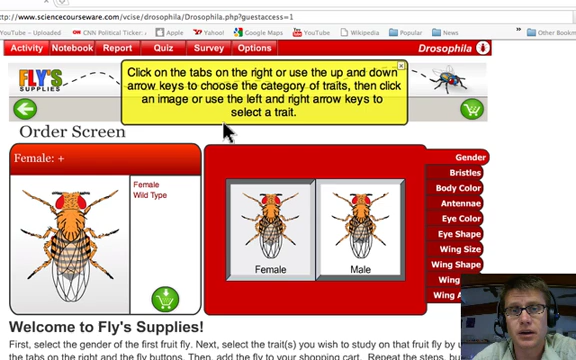 http://www.sciencecourseware.com/vcise/drosophila/Drosophila.php?guestaccess=1
YouTube CNN Political Ticker Apple Yahoo! Google Maps YouTube Wikipedia News Other Book
Activity Notebook Report Quiz Survey Options Drosophila
FLY'S
SUPPLIES
Click on the tabs on the right or use the up and down
arrow keys to choose the category of traits, then click
an image or use the left and right arrow keys to
select a trait.
Order Screen
Female: +
Female
Wild Type
Female
Male
Gender
Bristles
Body Color
Antennae
Eye Color
Eye Shape
Wing Size
Wing Shape
Wing
Wing A
Welcome to Fly's Supplies!
First, select the gender of the first fruit fly. Next, select the trait(s) you wish to study on that fruit fly by u
the tabs on the right and the fly buttons. Then, add the fly to your shopping cart. Repeat the steps,